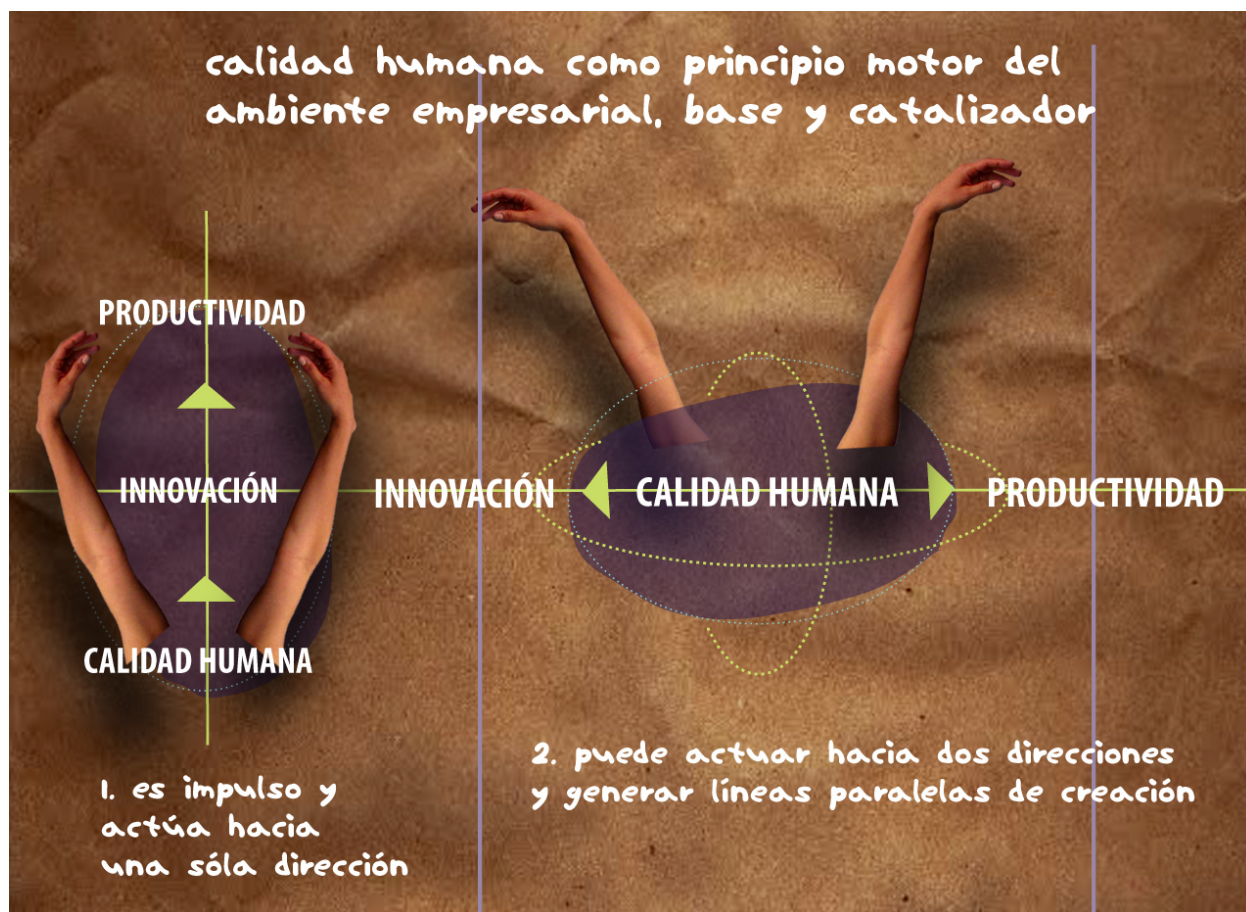 calidad humana como principio motor del
ambiente empresarial, base y catalizador
PRODUCTIVIDAD
INNOVACIÓN
CALIDAD HUMANA
1. es impulso y
actúa hacia
una sóla dirección
INNOVACIÓN
CALIDAD HUMANA
PRODUCTIVIDAD
2. puede actuar hacia dos direcciones
y generar líneas paralelas de creación